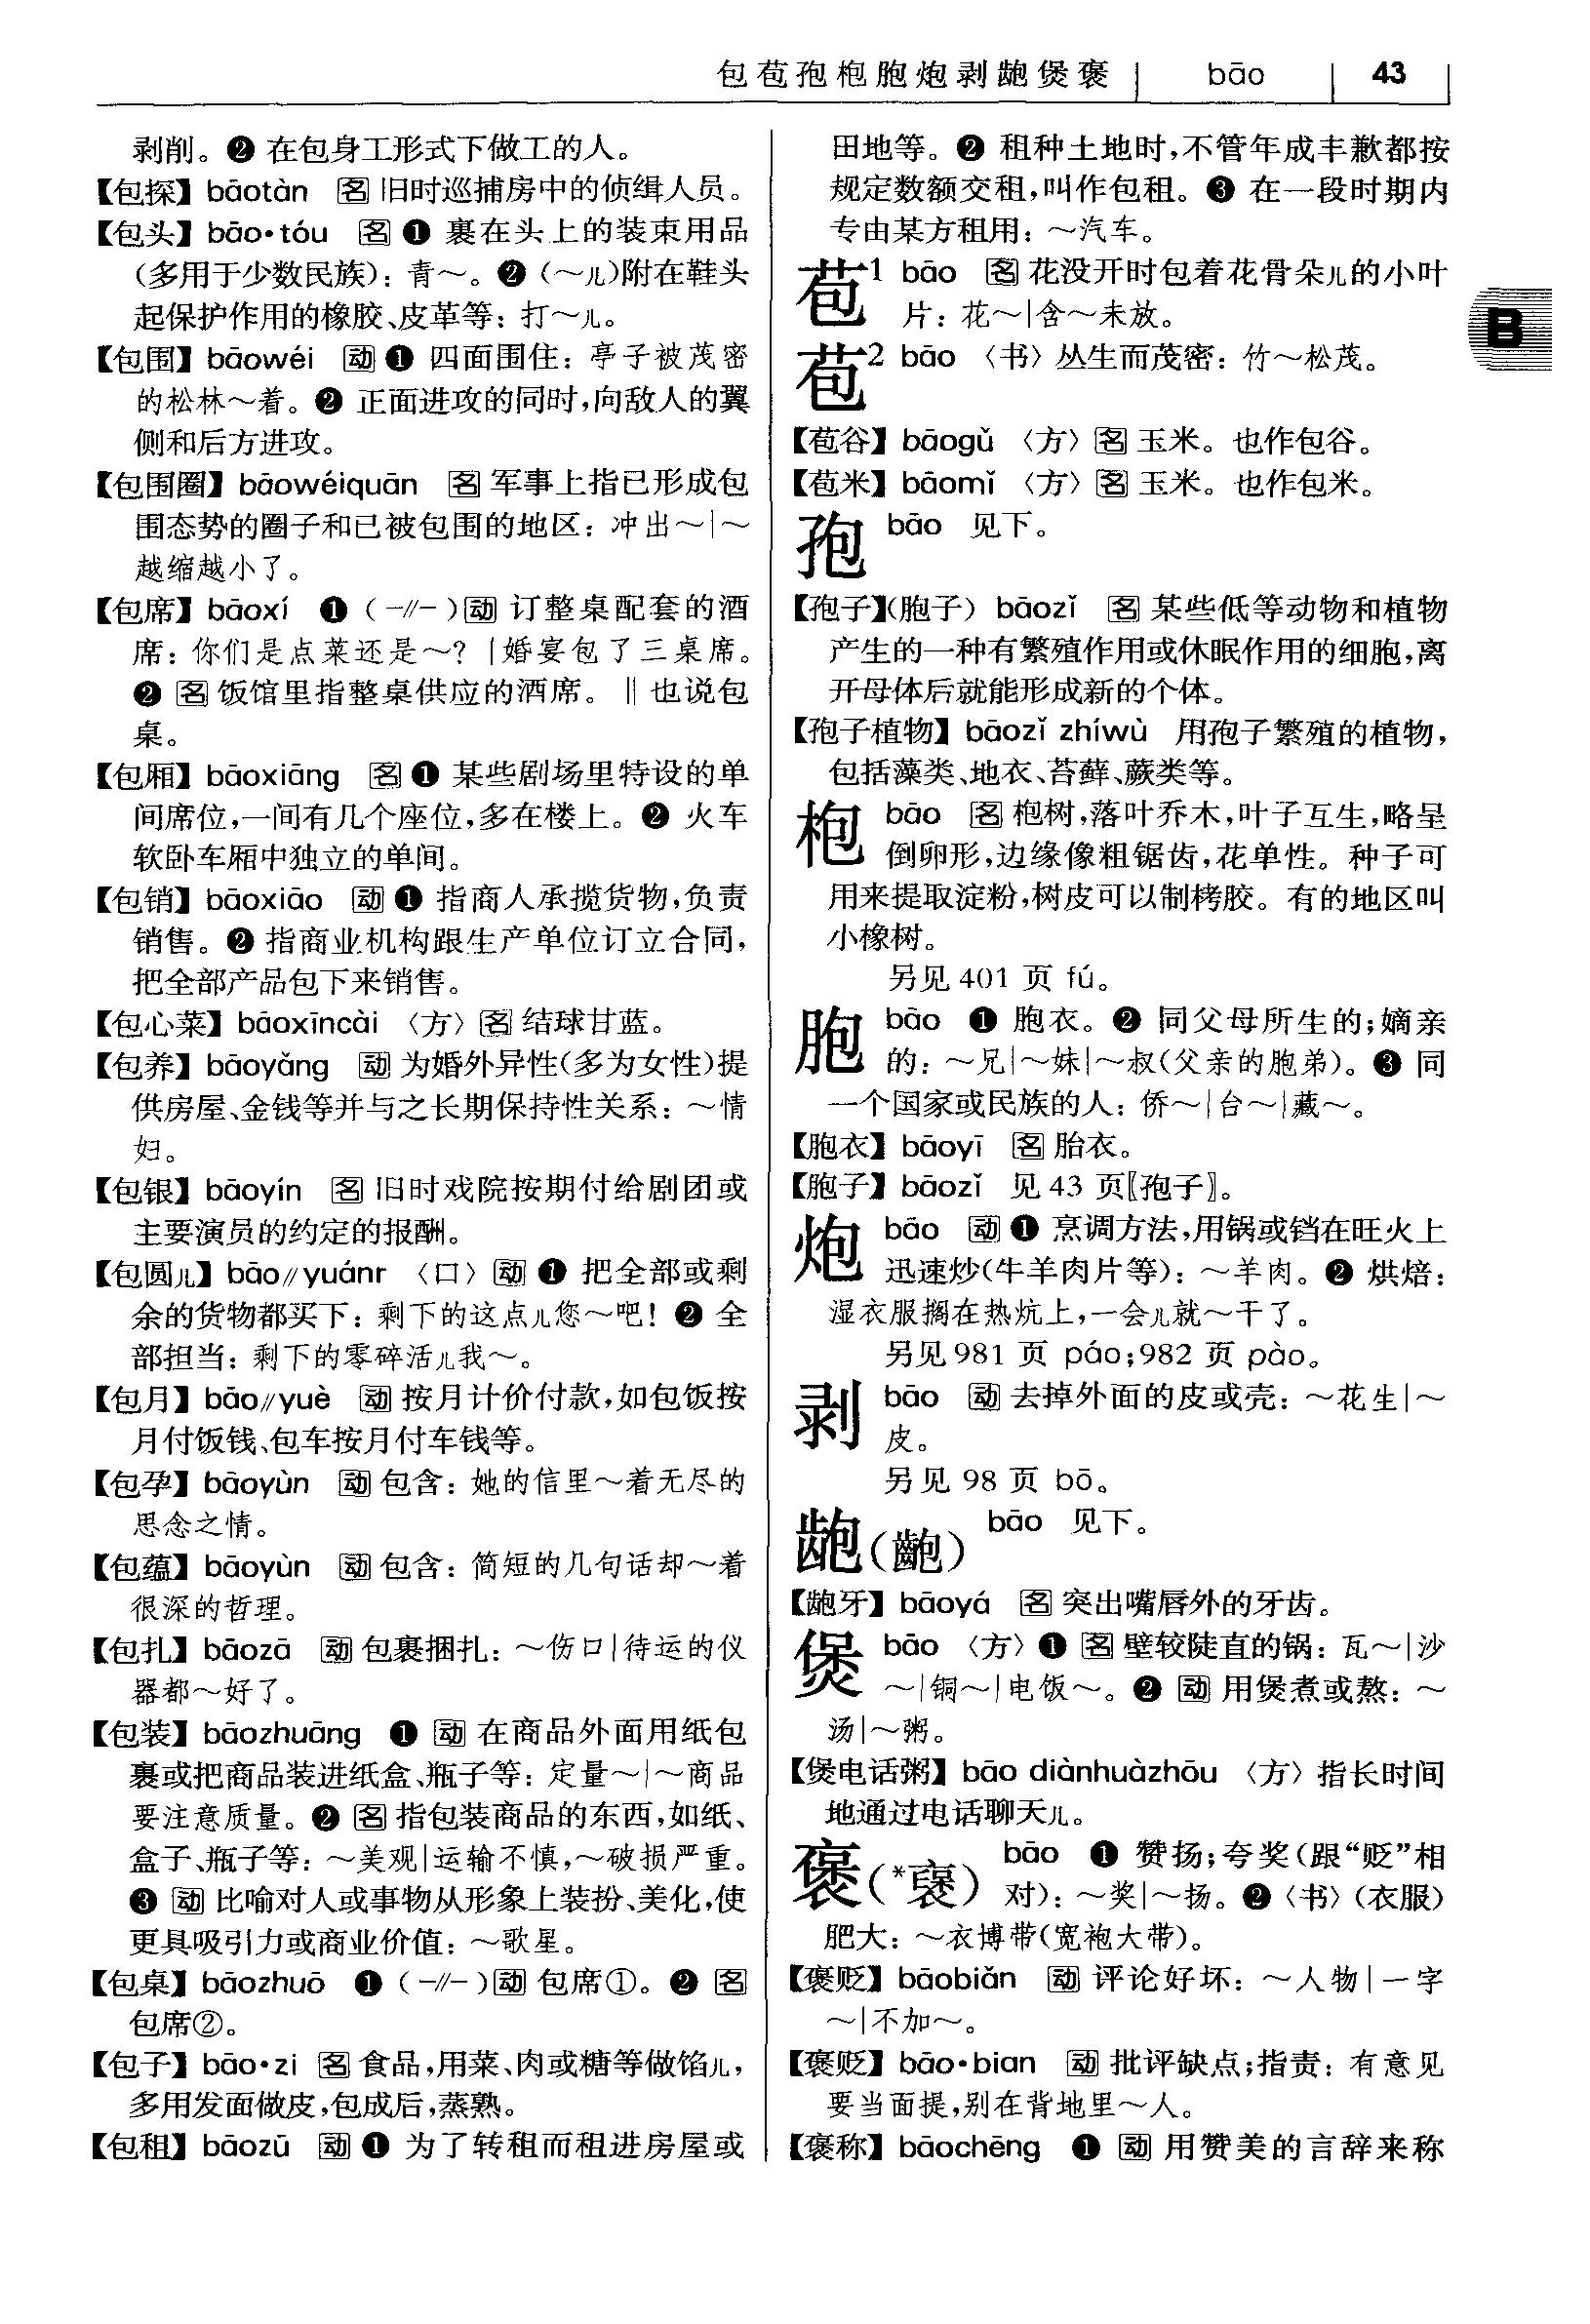 包苞孢枹胞炮剥龅煲褒 bāo 43
剥削。❷ 在包身工形式下做工的人。
【包探】bāotàn 名 旧时巡捕房中的侦缉人员。
【包头】bāo·tóu 名 ❶ 裹在头上的装束用品
(多用于少数民族)：青～。❷ (～儿)附在鞋头
起保护作用的橡胶、皮革等：打～儿。
【包围】bāowéi 动 ❶ 四面围住：亭子被茂密
的松林～着。❷ 正面进攻的同时,向敌人的翼
侧和后方进攻。
【包围圈】bāowéiquān 名 军事上指已形成包
围态势的圈子和已被包围的地区：冲出～|～
越缩越小了。
【包席】bāoxí ❶ (-//-)动 订整桌配套的酒
席：你们是点菜还是～? |婚宴包了三桌席。
❷ 名 饭馆里指整桌供应的酒席。‖ 也说包
桌。
【包厢】bāoxiāng 名 ❶ 某些剧场里特设的单
间席位,一间有几个座位,多在楼上。❷ 火车
软卧车厢中独立的单间。
【包销】bāoxiāo 动 ❶ 指商人承揽货物,负责
销售。❷ 指商业机构跟生产单位订立合同,
把全部产品包下来销售。
【包心菜】bāoxīncài 〈方〉名 结球甘蓝。
【包养】bāoyǎng 动 为婚外异性(多为女性)提
供房屋、金钱等并与之长期保持性关系：～情
妇。
【包银】bāoyín 名 旧时戏院按期付给剧团或
主要演员的约定的报酬。
【包圆儿】bāo//yuánr 〈口〉动 ❶ 把全部或剩
余的货物都买下：剩下的这点儿您～吧! ❷ 全
部担当：剩下的零碎活儿我～。
【包月】bāo//yuè 动 按月计价付款,如包饭按
月付饭钱、包车按月付车钱等。
【包孕】bāoyùn 动 包含：她的信里～着无尽的
思念之情。
【包蕴】bāoyùn 动 包含：简短的几句话却～着
很深的哲理。
【包扎】bāozā 动 包裹捆扎：～伤口|待运的仪
器都～好了。
【包装】bāozhuāng ❶ 动 在商品外面用纸包
裹或把商品装进纸盒、瓶子等：定量～|～商品
要注意质量。❷ 名 指包装商品的东西,如纸、
盒子、瓶子等：～美观|运输不慎,～破损严重。
❸ 动 比喻对人或事物从形象上装扮、美化,使
更具吸引力或商业价值：～歌星。
【包桌】bāozhuō ❶ (-//-)动 包席①。❷ 名
包席②。
【包子】bāo·zi 名 食品,用菜、肉或糖等做馅儿,
多用发面做皮,包成后,蒸熟。
【包租】bāozū 动 ❶ 为了转租而租进房屋或
田地等。❷ 租种土地时,不管年成丰歉都按
规定数额交租,叫作包租。❸ 在一段时期内
专由某方租用：～汽车。
苞1 bāo 名 花没开时包着花骨朵儿的小叶
片：花～|含～未放。
苞2 bāo 〈书〉丛生而茂密：竹～松茂。
【苞谷】bāogǔ 〈方〉名 玉米。也作包谷。
【苞米】bāomǐ 〈方〉名 玉米。也作包米。
孢 bāo 见下。
【孢子】(胞子) bāozǐ 名 某些低等动物和植物
产生的一种有繁殖作用或休眠作用的细胞,离
开母体后就能形成新的个体。
【孢子植物】bāozǐ zhíwù 用孢子繁殖的植物,
包括藻类、地衣、苔藓、蕨类等。
枹 bāo 名 枹树,落叶乔木,叶子互生,略呈
倒卵形,边缘像粗锯齿,花单性。种子可
用来提取淀粉,树皮可以制栲胶。有的地区叫
小橡树。
另见 401 页 fú。
胞 bāo ❶ 胞衣。❷ 同父母所生的;嫡亲
的：～兄|～妹|～叔(父亲的胞弟)。❸ 同
一个国家或民族的人：侨～|台～|藏～。
【胞衣】bāoyī 名 胎衣。
【胞子】bāozǐ 见 43 页〖孢子〗。
炮 bāo 动 ❶ 烹调方法,用锅或铛在旺火上
迅速炒(牛羊肉片等)：～羊肉。❷ 烘焙：
湿衣服搁在热炕上,一会儿就～干了。
另见 981 页 páo;982 页 pào。
剥 bāo 动 去掉外面的皮或壳：～花生|～
皮。
另见 98 页 bō。
龅(齙) bāo 见下。
【龅牙】bāoyá 名 突出嘴唇外的牙齿。
煲 bāo 〈方〉❶ 名 壁较陡直的锅：瓦～|沙
～|铜～|电饭～。❷ 动 用煲煮或熬：～
汤|～粥。
【煲电话粥】bāo diànhuàzhōu 〈方〉指长时间
地通过电话聊天儿。
褒(*襃) bāo ❶ 赞扬;夸奖(跟“贬”相
对)：～奖|～扬。❷〈书〉(衣服)
肥大：～衣博带(宽袍大带)。
【褒贬】bāobiǎn 动 评论好坏：～人物|一字
～|不加～。
【褒贬】bāo·bian 动 批评缺点;指责：有意见
要当面提,别在背地里～人。
【褒称】bāochēng ❶ 动 用赞美的言辞来称
B